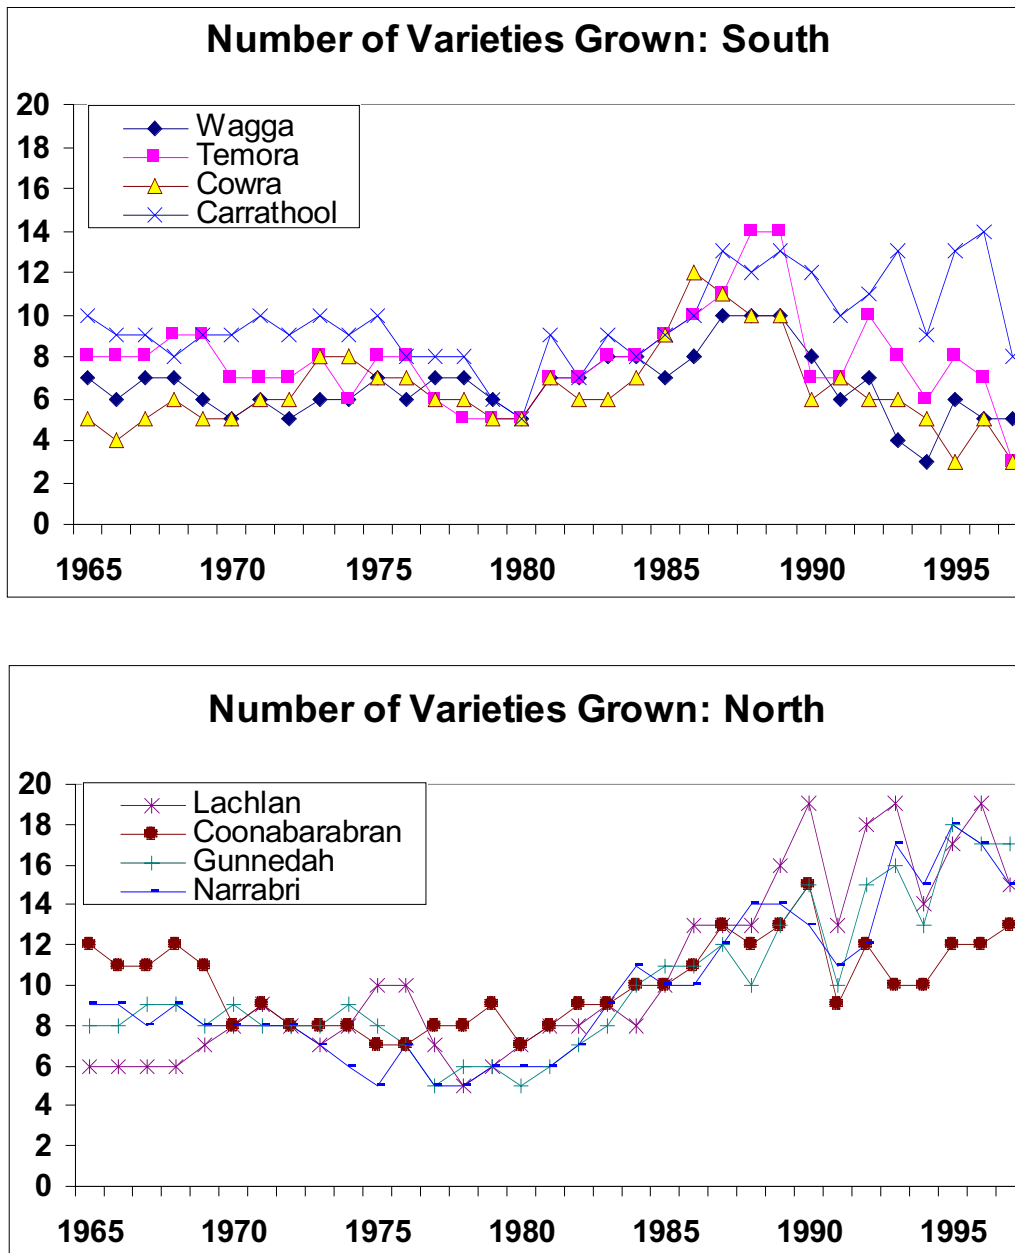 Number of Varieties Grown: South
20
18
16
14
12
10
8
6
4
2
0
Wagga
Temora
Cowra
Carrathool
1965 1970 1975 1980 1985 1990 1995
Number of Varieties Grown: North
20
18
16
14
12
10
8
6
4
2
0
Lachlan
Coonabarabran
Gunnedah
Narrabri
1965 1970 1975 1980 1985 1990 1995